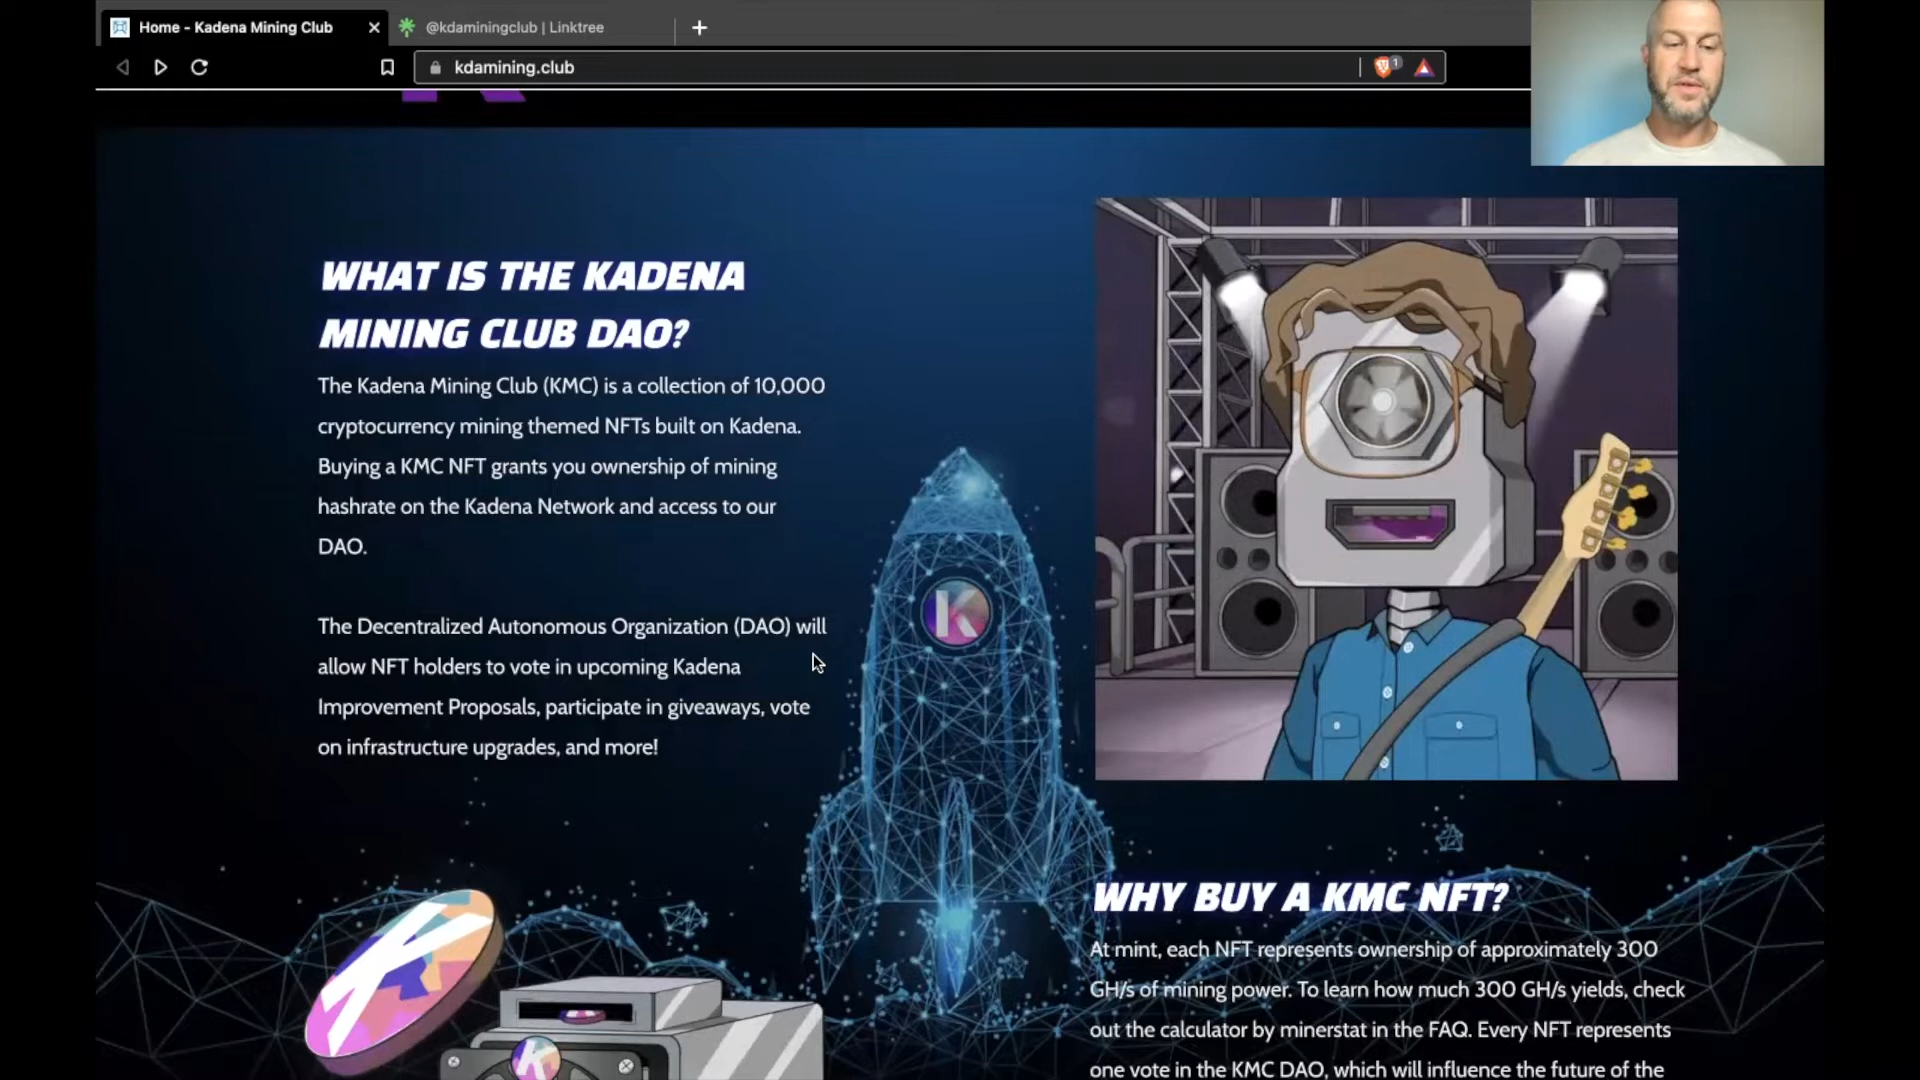 Home - Kadena Mining Club
@kdaminingclub | Linktree
kdamining.club
1
WHAT IS THE KADENA
MINING CLUB DAO?
The Kadena Mining Club (KMC) is a collection of 10,000
cryptocurrency mining themed NFTs built on Kadena.
Buying a KMC NFT grants you ownership of mining
hashrate on the Kadena Network and access to our
DAO.
The Decentralized Autonomous Organization (DAO) will
allow NFT holders to vote in upcoming Kadena
Improvement Proposals, participate in giveaways, vote
on infrastructure upgrades, and more!
K
K
K
WHY BUY A KMC NFT?
At mint, each NFT represents ownership of approximately 300
GH/s of mining power. To learn how much 300 GH/s yields, check
out the calculator by minerstat in the FAQ. Every NFT represents
one vote in the KMC DAO, which will influence the future of the